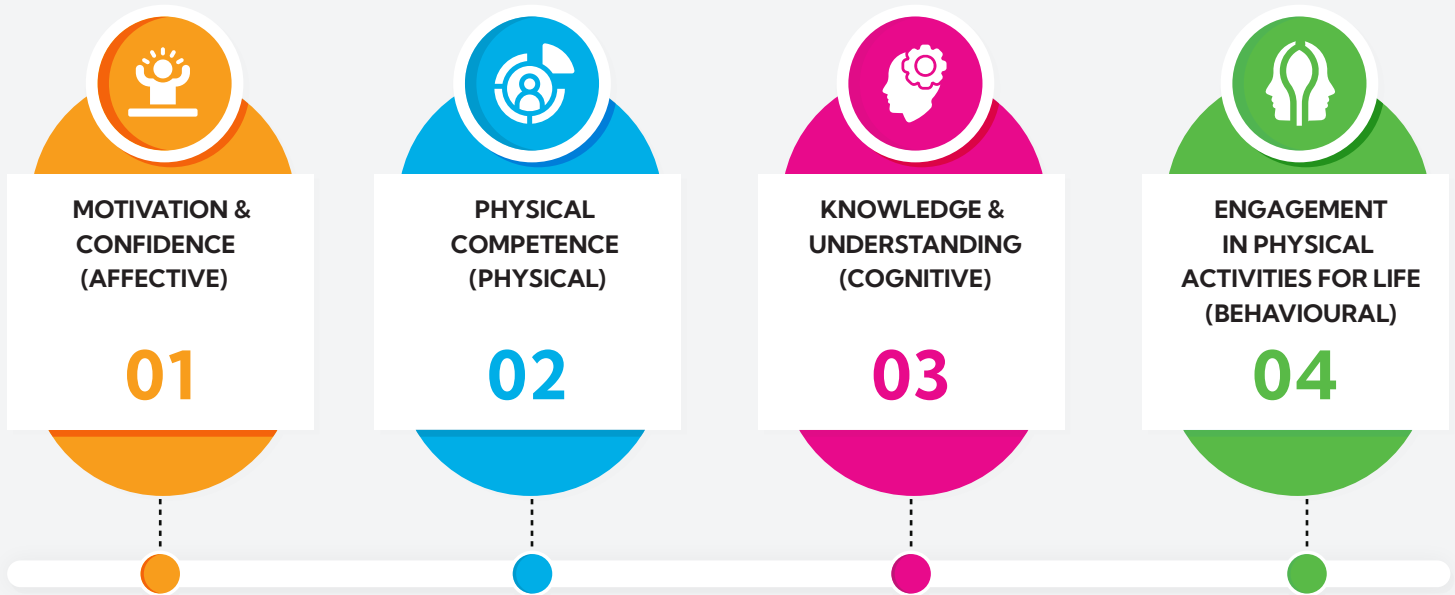 MOTIVATION &
CONFIDENCE
(AFFECTIVE)
01
PHYSICAL
COMPETENCE
(PHYSICAL)
02
KNOWLEDGE &
UNDERSTANDING
(COGNITIVE)
03
ENGAGEMENT
IN PHYSICAL
ACTIVITIES FOR LIFE
(BEHAVIOURAL)
04